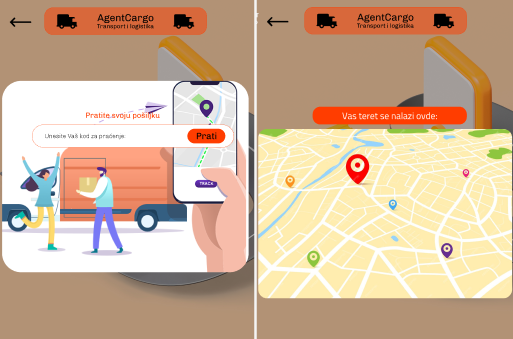 AgentCargo
Transport i logistika
Pratite svoju pošiljku
Unesite Vaš kod za praćenje:
Prati
TRACK
AgentCargo
Transport i logistika
Vas teret se nalazi ovde: